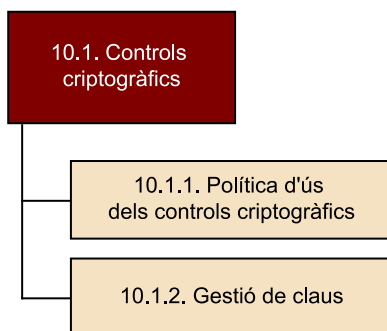 10.1. Controls
criptogràfics
10.1.1. Política d'ús
dels controls criptogràfics
10.1.2. Gestió de claus